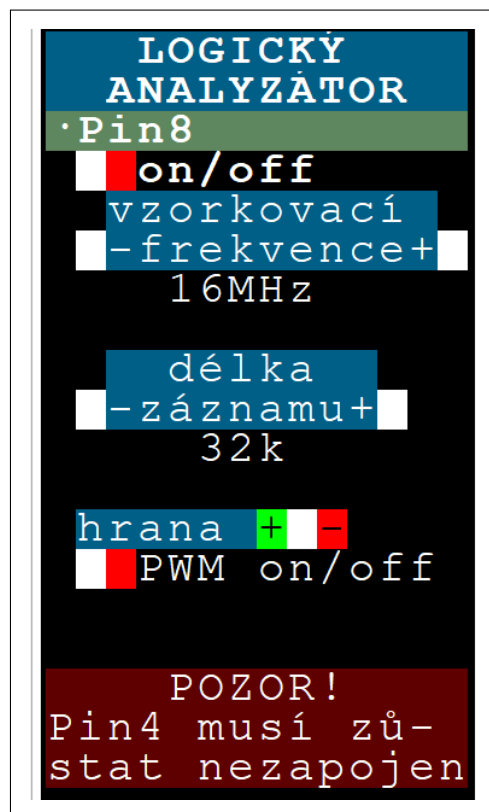 LOGICKÝ
ANALYZÁTOR
·Pin8
on/off
vzorkovací
-frekvence+
16MHz
délka
-záznamu+
32k
hrana + -
PWM on/off
POZOR!
Pin4 musí zů-
stat nezapojen